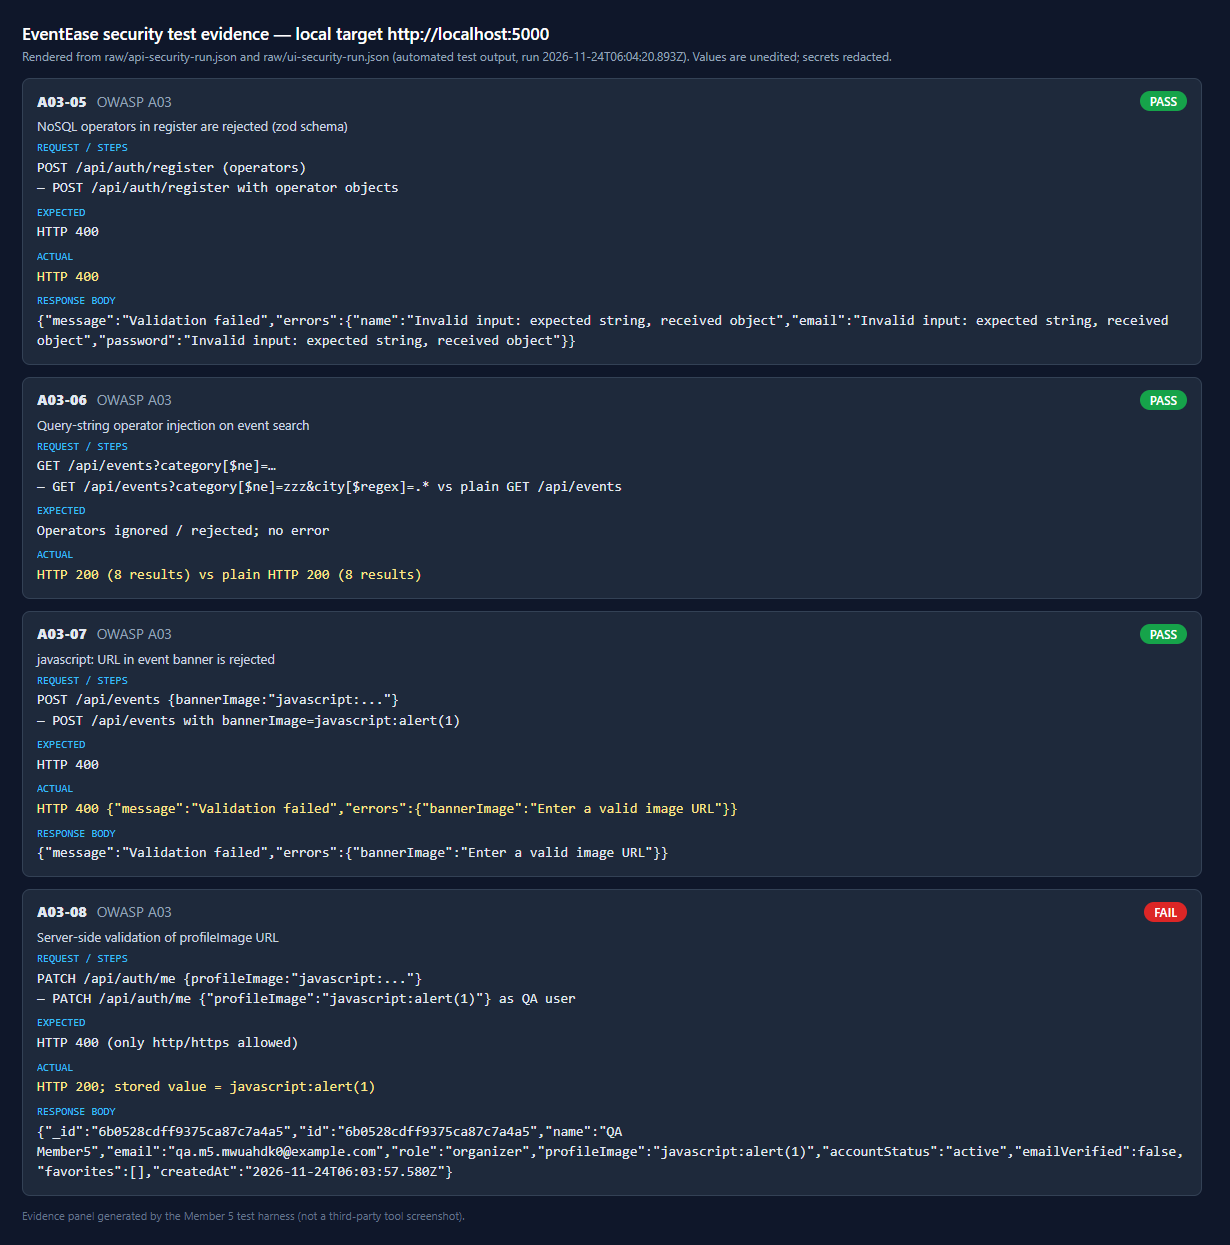 EventEase security test evidence — local target http://localhost:5000
Rendered from raw/api-security-run.json and raw/ui-security-run.json (automated test output, run 2026-11-24T06:04:20.893Z). Values are unedited; secrets redacted.
A03-05 OWASP A03 PASS
NoSQL operators in register are rejected (zod schema)
REQUEST / STEPS
POST /api/auth/register (operators)
— POST /api/auth/register with operator objects
EXPECTED
HTTP 400
ACTUAL
HTTP 400
RESPONSE BODY
{"message":"Validation failed","errors":{"name":"Invalid input: expected string, received object","email":"Invalid input: expected string, received
object","password":"Invalid input: expected string, received object"}}
A03-06 OWASP A03 PASS
Query-string operator injection on event search
REQUEST / STEPS
GET /api/events?category[$ne]=…
— GET /api/events?category[$ne]=zzz&city[$regex]=.* vs plain GET /api/events
EXPECTED
Operators ignored / rejected; no error
ACTUAL
HTTP 200 (8 results) vs plain HTTP 200 (8 results)
A03-07 OWASP A03 PASS
javascript: URL in event banner is rejected
REQUEST / STEPS
POST /api/events {bannerImage:"javascript:..."}
— POST /api/events with bannerImage=javascript:alert(1)
EXPECTED
HTTP 400
ACTUAL
HTTP 400 {"message":"Validation failed","errors":{"bannerImage":"Enter a valid image URL"}}
RESPONSE BODY
{"message":"Validation failed","errors":{"bannerImage":"Enter a valid image URL"}}
A03-08 OWASP A03 FAIL
Server-side validation of profileImage URL
REQUEST / STEPS
PATCH /api/auth/me {profileImage:"javascript:..."}
— PATCH /api/auth/me {"profileImage":"javascript:alert(1)"} as QA user
EXPECTED
HTTP 400 (only http/https allowed)
ACTUAL
HTTP 200; stored value = javascript:alert(1)
RESPONSE BODY
{"_id":"6b0528cdff9375ca87c7a4a5","id":"6b0528cdff9375ca87c7a4a5","name":"QA
Member5","email":"qa.m5.mwuahdk0@example.com","role":"organizer","profileImage":"javascript:alert(1)","accountStatus":"active","emailVerified":false,
"favorites":[],"createdAt":"2026-11-24T06:03:57.580Z"}
Evidence panel generated by the Member 5 test harness (not a third-party tool screenshot).